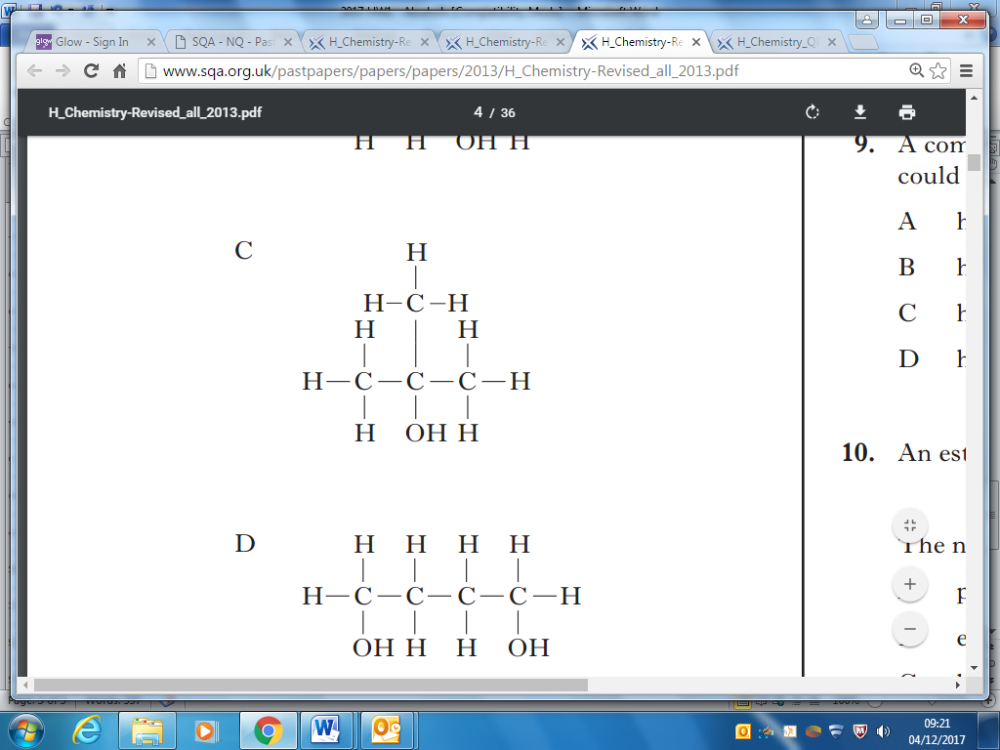 Glow - Sign In
SQA - NQ - Pas
H_Chemistry-Re
H_Chemistry-Re
H_Chemistry-Re
H_Chemistry_Q
www.sqa.org.uk/pastpapers/papers/papers/2013/H_Chemistry-Revised_all_2013.pdf
H_Chemistry-Revised_all_2013.pdf 4 / 36
H H OH H
C
H
H–C–H
H H
H–C–C–C–H
H OH H
D
H H H H
H–C–C–C–C–H
OH H H OH
9. A com
could
A h
B h
C h
D h
10. An est
The n
p
e
09:21
04/12/2017